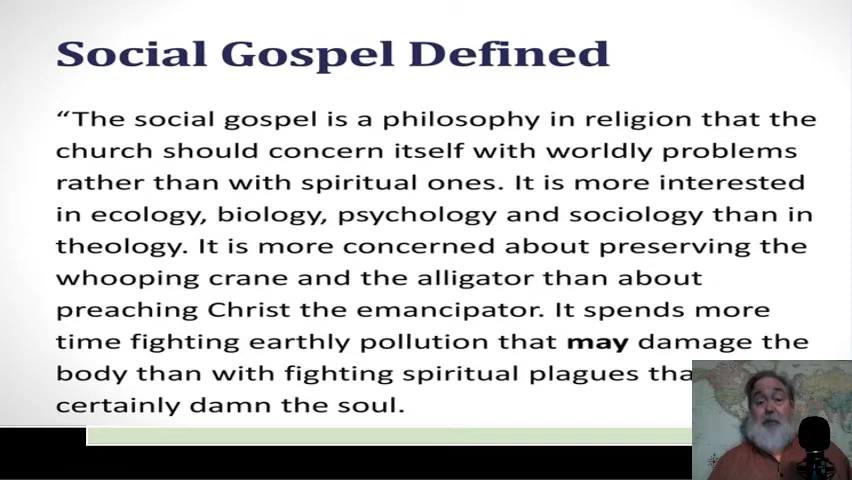 Social Gospel Defined
“The social gospel is a philosophy in religion that the
church should concern itself with worldly problems
rather than with spiritual ones. It is more interested
in ecology, biology, psychology and sociology than in
theology. It is more concerned about preserving the
whooping crane and the alligator than about
preaching Christ the emancipator. It spends more
time fighting earthly pollution that may damage the
body than with fighting spiritual plagues
certainly damn the soul.